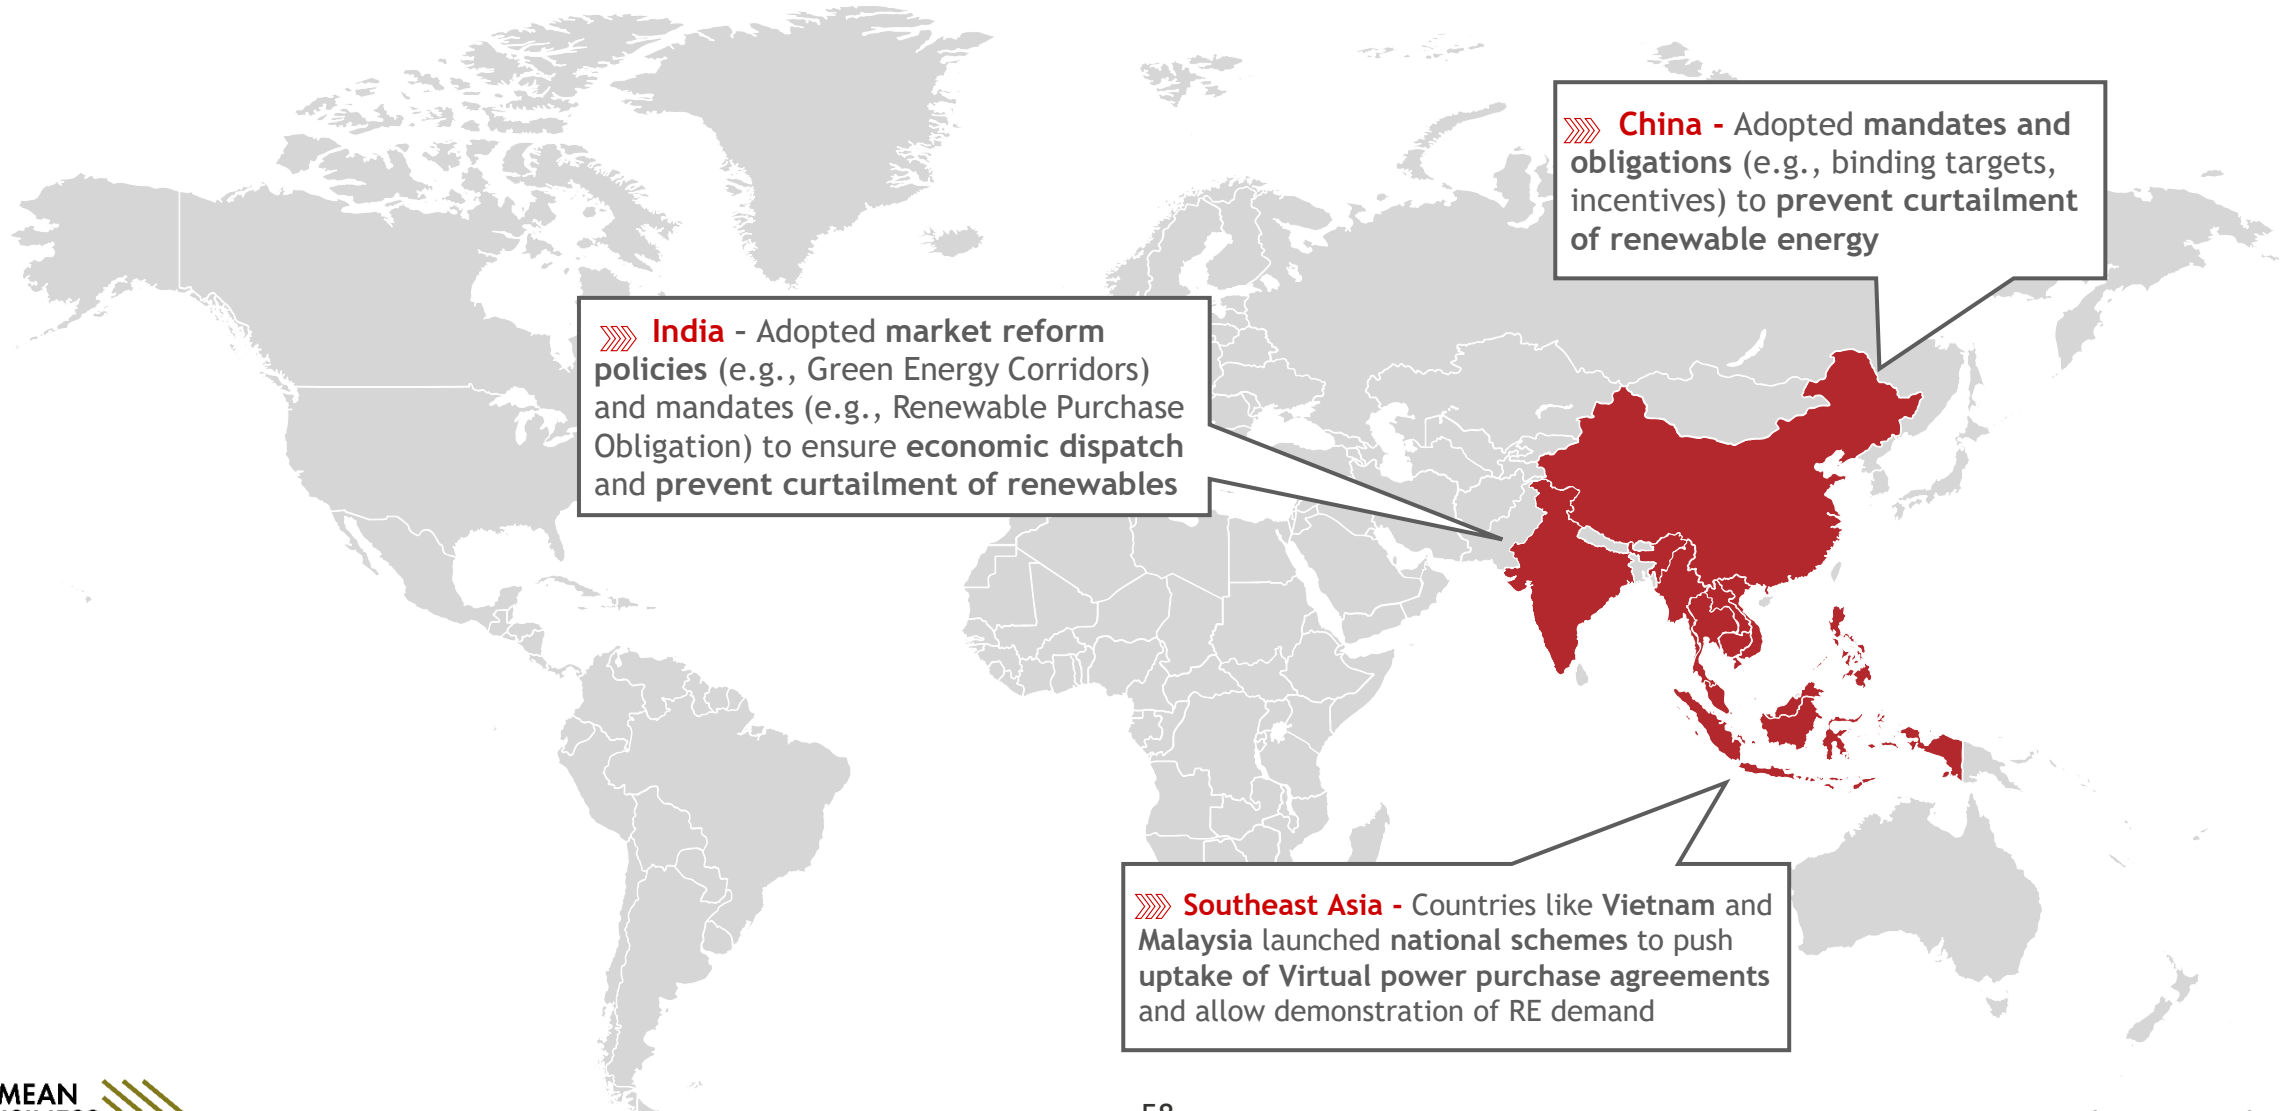 China - Adopted mandates and
obligations (e.g., binding targets,
incentives) to prevent curtailment
of renewable energy
India – Adopted market reform
policies (e.g., Green Energy Corridors)
and mandates (e.g., Renewable Purchase
Obligation) to ensure economic dispatch
and prevent curtailment of renewables
Southeast Asia - Countries like Vietnam and
Malaysia launched national schemes to push
uptake of Virtual power purchase agreements
and allow demonstration of RE demand
MEAN
58